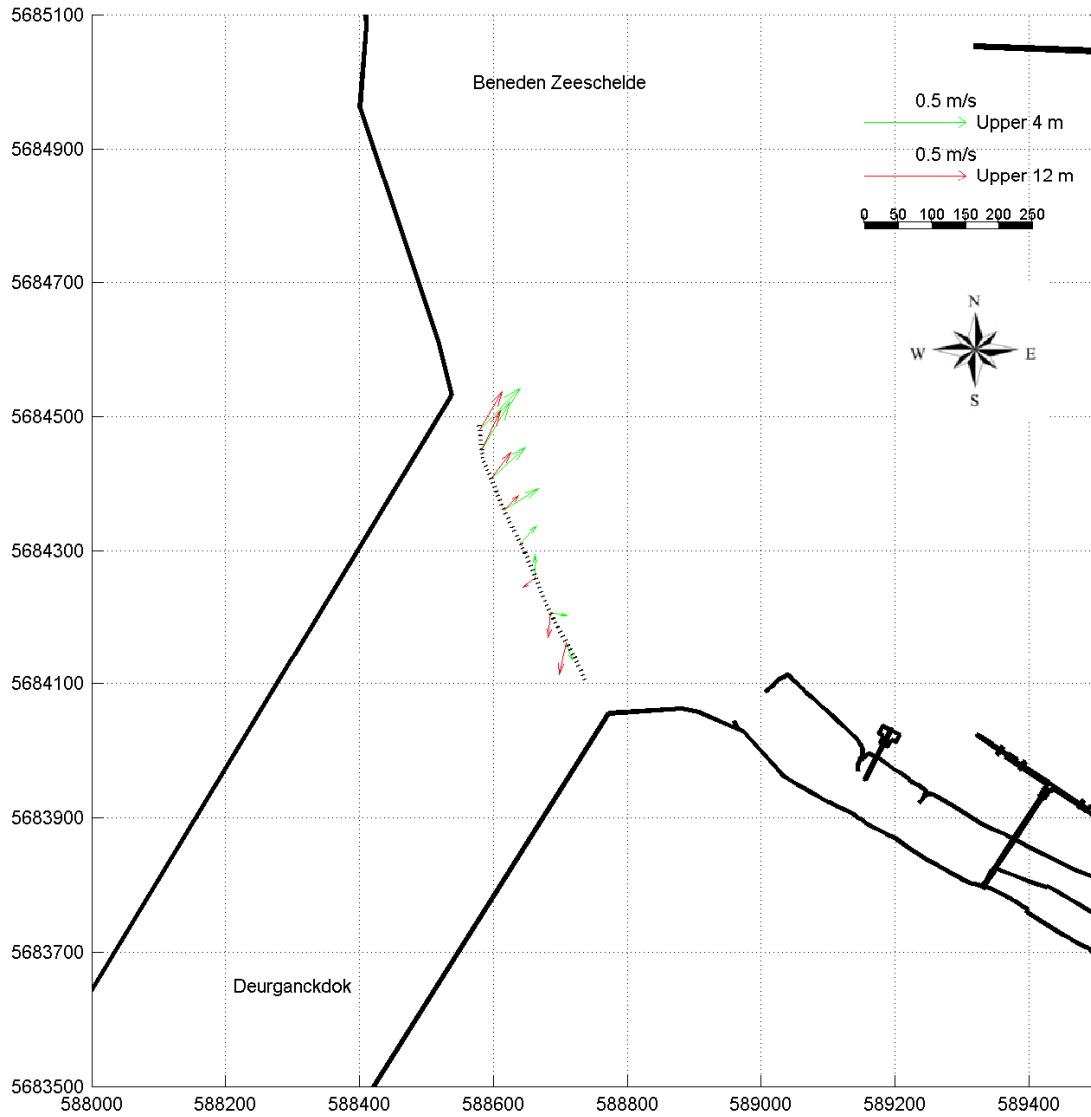 5685100
Beneden Zeeschelde
0.5 m/s
Upper 4 m
5684900
0.5 m/s
Upper 12 m
0 50 100 150 200 250
5684700
N
W E
S
5684500
5684300
5684100
5683900
5683700
Deurganckdok
5683500
588000 588200 588400 588600 588800 589000 589200 589400